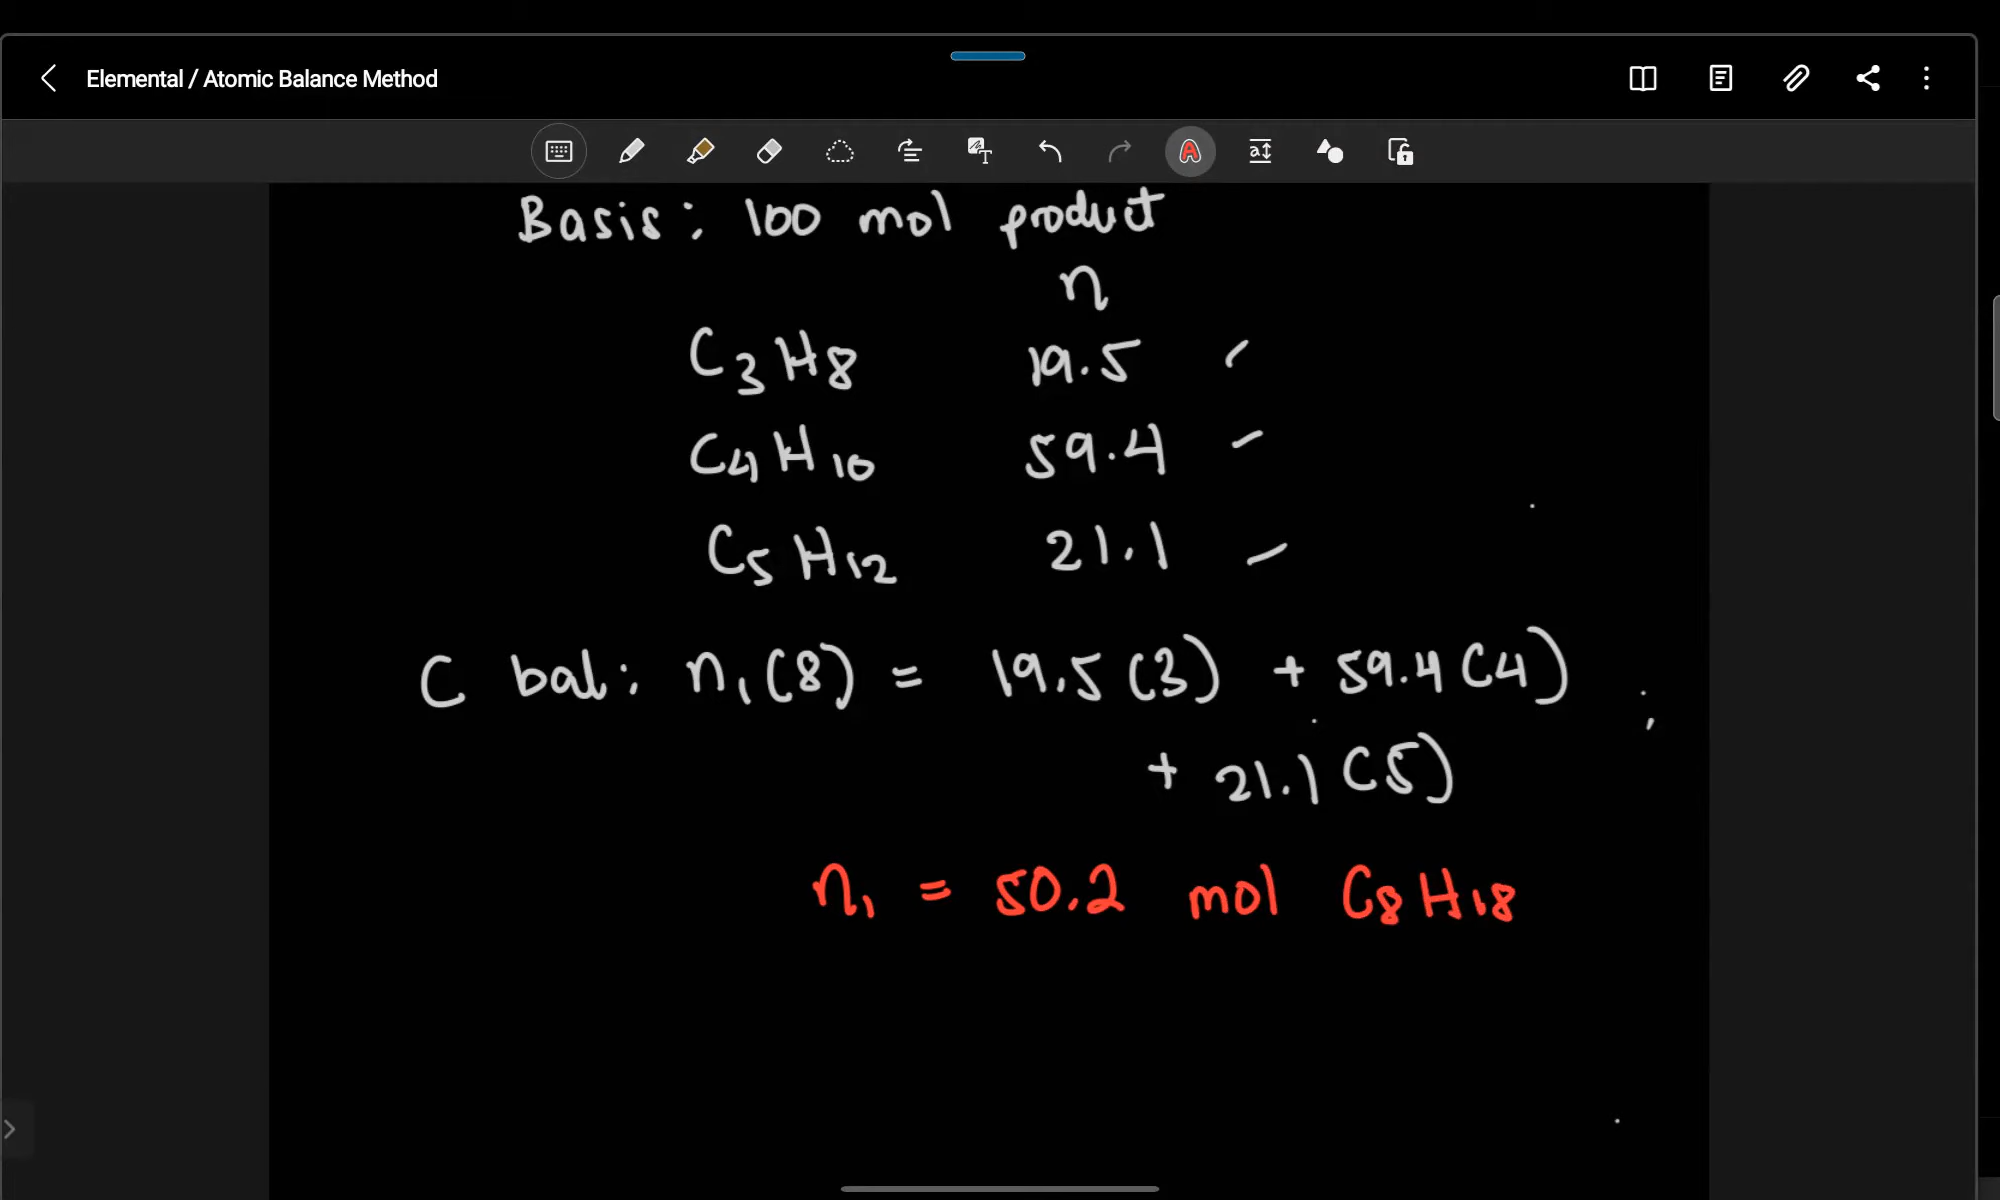 Elemental / Atomic Balance Method
Basis: 100 mol product
n
C3H8 19.5
C4H10 59.4
C5H12 21.1
C bal: n1(8) = 19.5(3) + 59.4(4)
+ 21.1(5)
n1 = 50.2 mol C8H18